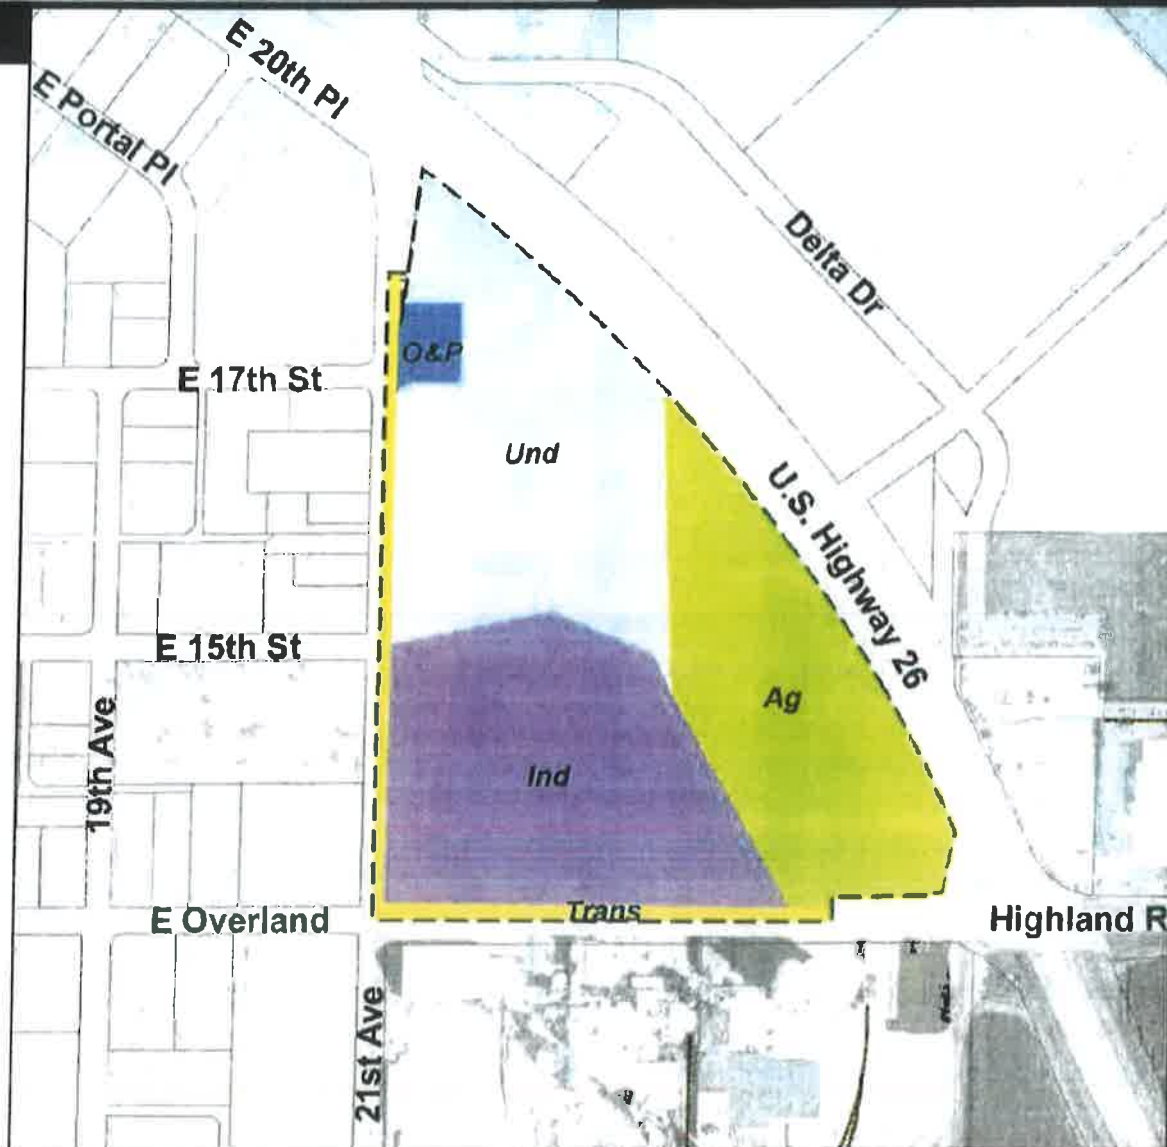 E 20th Pl
E Portal Pl
Delta Dr
O&P
E 17th St
Und
U.S. Highway 26
E 15th St
Ag
19th Ave
Ind
E Overland
Trans
Highland R
21st Ave